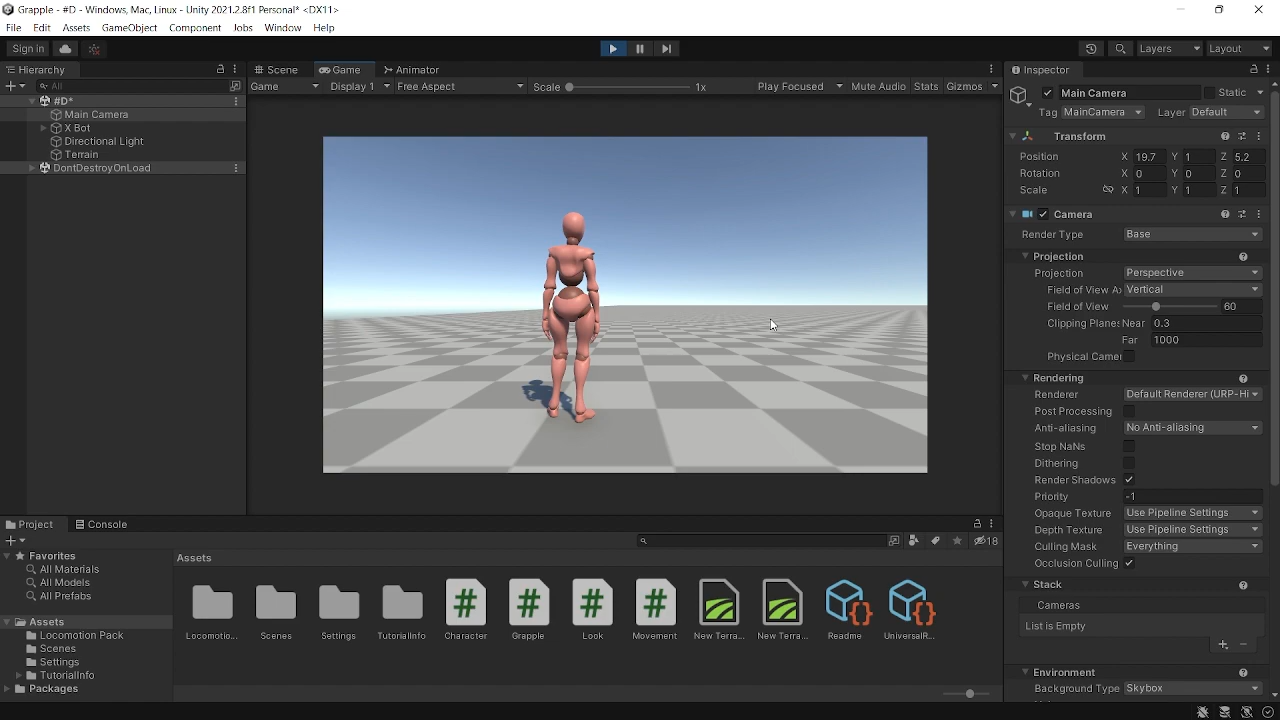 Grapple - #D - Windows, Mac, Linux - Unity 2021.2.8f1 Personal* <DX11>
File Edit Assets GameObject Component Jobs Window Help
Sign in
Layers Layout
Hierarchy
All
#D*
Main Camera
X Bot
Directional Light
Terrain
DontDestroyOnLoad
Scene Game Animator
Game Display 1 Free Aspect Scale 1x Play Focused Mute Audio Stats Gizmos
Inspector
Main Camera Static
Tag MainCamera Layer Default
Transform
Position X 19.7 Y 1 Z 5.2
Rotation X 0 Y 0 Z 0
Scale X 1 Y 1 Z 1
Camera
Render Type Base
Projection
Projection Perspective
Field of View A Vertical
Field of View 60
Clipping Planes Near 0.3
Far 1000
Physical Camer
Rendering
Renderer Default Renderer (URP-Hi
Post Processing
Anti-aliasing No Anti-aliasing
Stop NaNs
Dithering
Render Shadows
Priority -1
Opaque Texture Use Pipeline Settings
Depth Texture Use Pipeline Settings
Culling Mask Everything
Occlusion Culling
Stack
Cameras
List is Empty
Environment
Background Type Skybox
Project Console
18
Favorites
All Materials
All Models
All Prefabs
Assets
Locomotion Pack
Scenes
Settings
TutorialInfo
Packages
Assets
Locomotio... Scenes Settings TutorialInfo Character Grapple Look Movement New Terra... New Terra... Readme UniversalR...